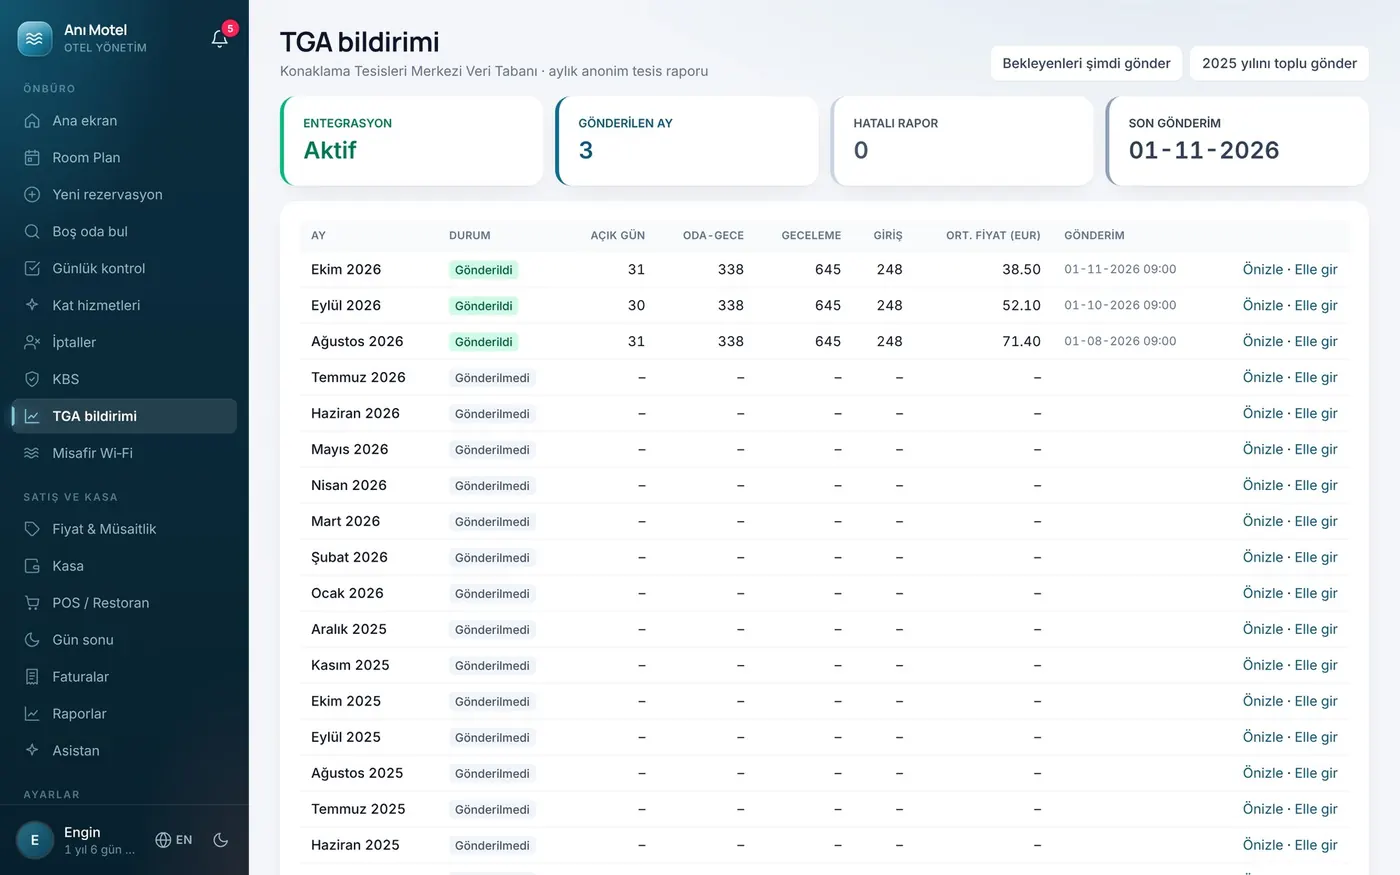 Anı Motel
OTEL YÖNETİM
5
ÖNBÜRO
Ana ekran
Room Plan
Yeni rezervasyon
Boş oda bul
Günlük kontrol
Kat hizmetleri
İptaller
KBS
TGA bildirimi
Misafir Wi-Fi
SATIŞ VE KASA
Fiyat & Müsaitlik
Kasa
POS / Restoran
Gün sonu
Faturalar
Raporlar
Asistan
AYARLAR
E
Engin
1 yıl 6 gün ...
EN
TGA bildirimi
Konaklama Tesisleri Merkezi Veri Tabanı · aylık anonim tesis raporu
Bekleyenleri şimdi gönder
2025 yılını toplu gönder
ENTEGRASYON
Aktif
GÖNDERİLEN AY
3
HATALI RAPOR
0
SON GÖNDERİM
01-11-2026
AY DURUM AÇIK GÜN ODA-GECE GECELEME GİRİŞ ORT. FİYAT (EUR) GÖNDERİM
Ekim 2026 Gönderildi 31 338 645 248 38.50 01-11-2026 09:00 Önizle · Elle gir
Eylül 2026 Gönderildi 30 338 645 248 52.10 01-10-2026 09:00 Önizle · Elle gir
Ağustos 2026 Gönderildi 31 338 645 248 71.40 01-08-2026 09:00 Önizle · Elle gir
Temmuz 2026 Gönderilmedi – – – – – Önizle · Elle gir
Haziran 2026 Gönderilmedi – – – – – Önizle · Elle gir
Mayıs 2026 Gönderilmedi – – – – – Önizle · Elle gir
Nisan 2026 Gönderilmedi – – – – – Önizle · Elle gir
Mart 2026 Gönderilmedi – – – – – Önizle · Elle gir
Şubat 2026 Gönderilmedi – – – – – Önizle · Elle gir
Ocak 2026 Gönderilmedi – – – – – Önizle · Elle gir
Aralık 2025 Gönderilmedi – – – – – Önizle · Elle gir
Kasım 2025 Gönderilmedi – – – – – Önizle · Elle gir
Ekim 2025 Gönderilmedi – – – – – Önizle · Elle gir
Eylül 2025 Gönderilmedi – – – – – Önizle · Elle gir
Ağustos 2025 Gönderilmedi – – – – – Önizle · Elle gir
Temmuz 2025 Gönderilmedi – – – – – Önizle · Elle gir
Haziran 2025 Gönderilmedi – – – – – Önizle · Elle gir